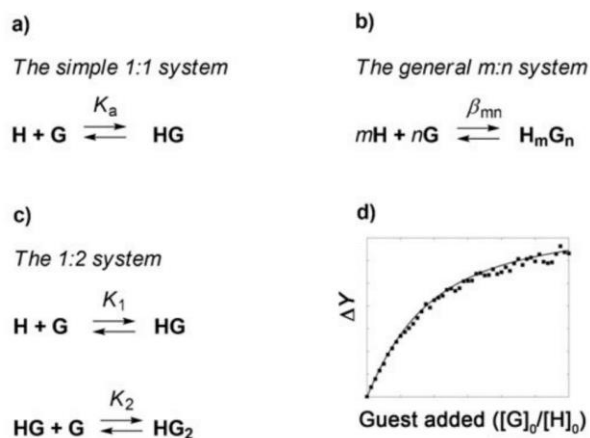 a)
The simple 1:1 system
Kₐ
H + G ⇌ HG
b)
The general m:n system
βₘₙ
mH + nG ⇌ HₘGₙ
c)
The 1:2 system
K₁
H + G ⇌ HG
K₂
HG + G ⇌ HG₂
d)
ΔY
Guest added ([G]₀/[H]₀)